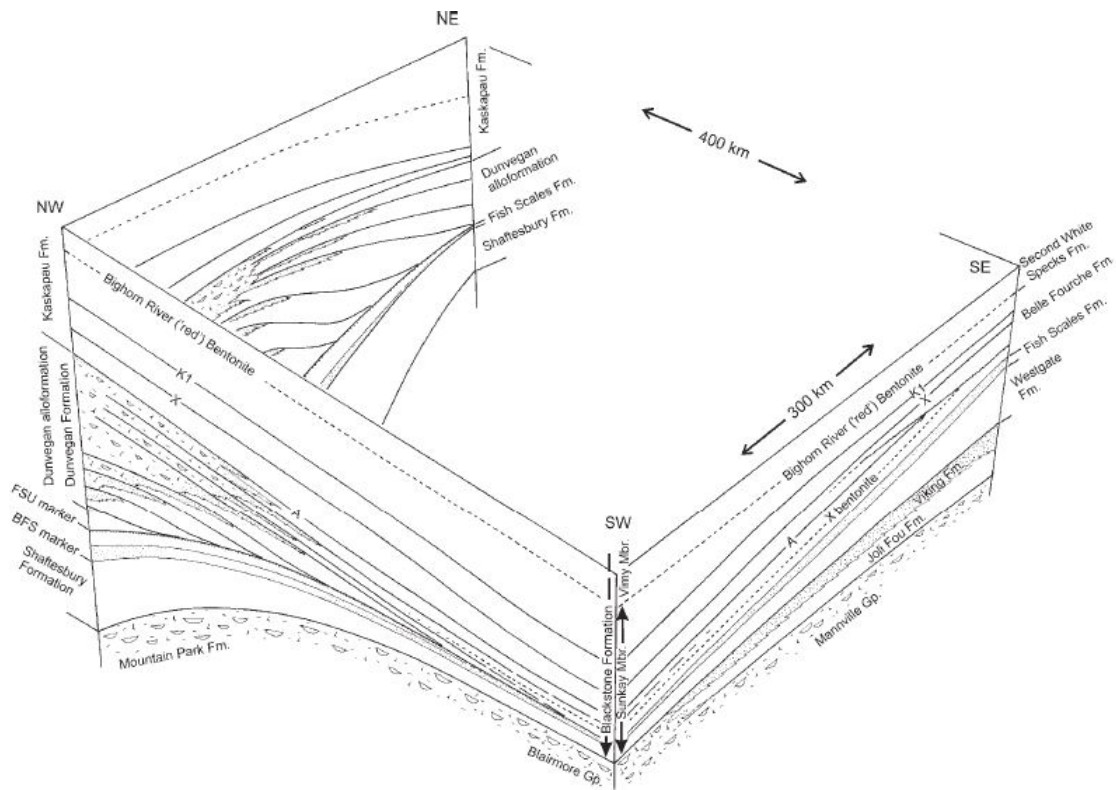 NE
Kaskapau Fm.
400 km
Dunvegan
alloformation
Fish Scales Fm.
Shaftesbury Fm.
NW
Kaskapau Fm.
Bighorn River ('red') Bentonite
SE
Second White
Specks Fm.
Belle Fourche Fm.
Fish Scales Fm.
Westgate
Fm.
300 km
Bighorn River ('red') Bentonite
K1
X
K1
X
Dunvegan alloformation
Dunvegan Formation
A
A
X bentonite
Viking Fm.
Joli Fou Fm.
Mannville Gp.
FSU marker
BFS marker
Shaftesbury
Formation
Mountain Park Fm.
SW
Vimy Mbr.
Blackstone Formation
Sunkay Mbr.
Blairmore Gp.